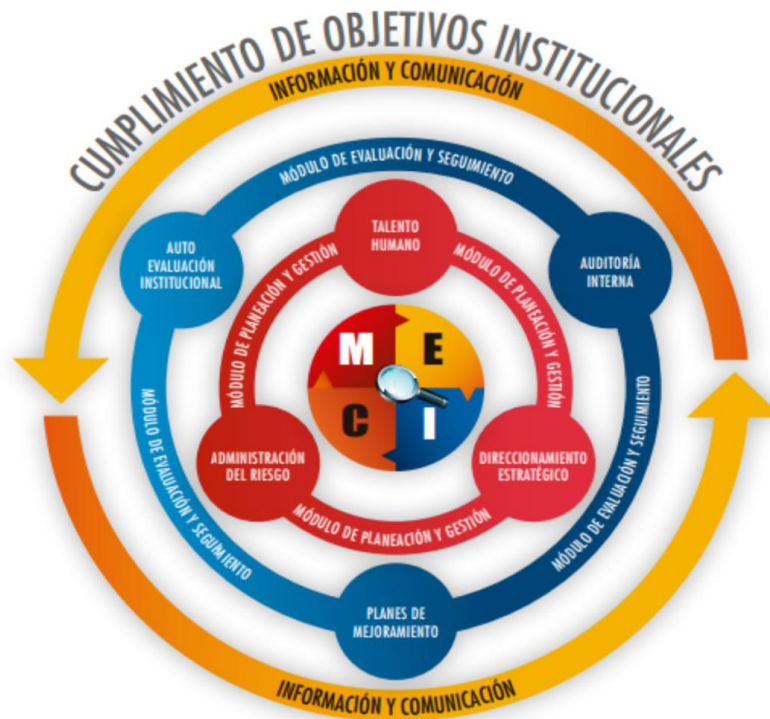 CUMPLIMIENTO DE OBJETIVOS INSTITUCIONALES
INFORMACIÓN Y COMUNICACIÓN
MÓDULO DE EVALUACIÓN Y SEGUIMIENTO
AUTO
EVALUACIÓN
INSTITUCIONAL
TALENTO
HUMANO
AUDITORÍA
INTERNA
MÓDULO DE PLANEACIÓN Y GESTIÓN
MÓDULO DE PLANEACIÓN Y GESTIÓN
M E
C I
ADMINISTRACIÓN
DEL RIESGO
DIRECCIONAMIENTO
ESTRATÉGICO
MÓDULO DE PLANEACIÓN Y GESTIÓN
MÓDULO DE EVALUACIÓN Y SEGUIMIENTO
MÓDULO DE EVALUACIÓN Y SEGUIMIENTO
PLANES DE
MEJORAMIENTO
INFORMACIÓN Y COMUNICACIÓN